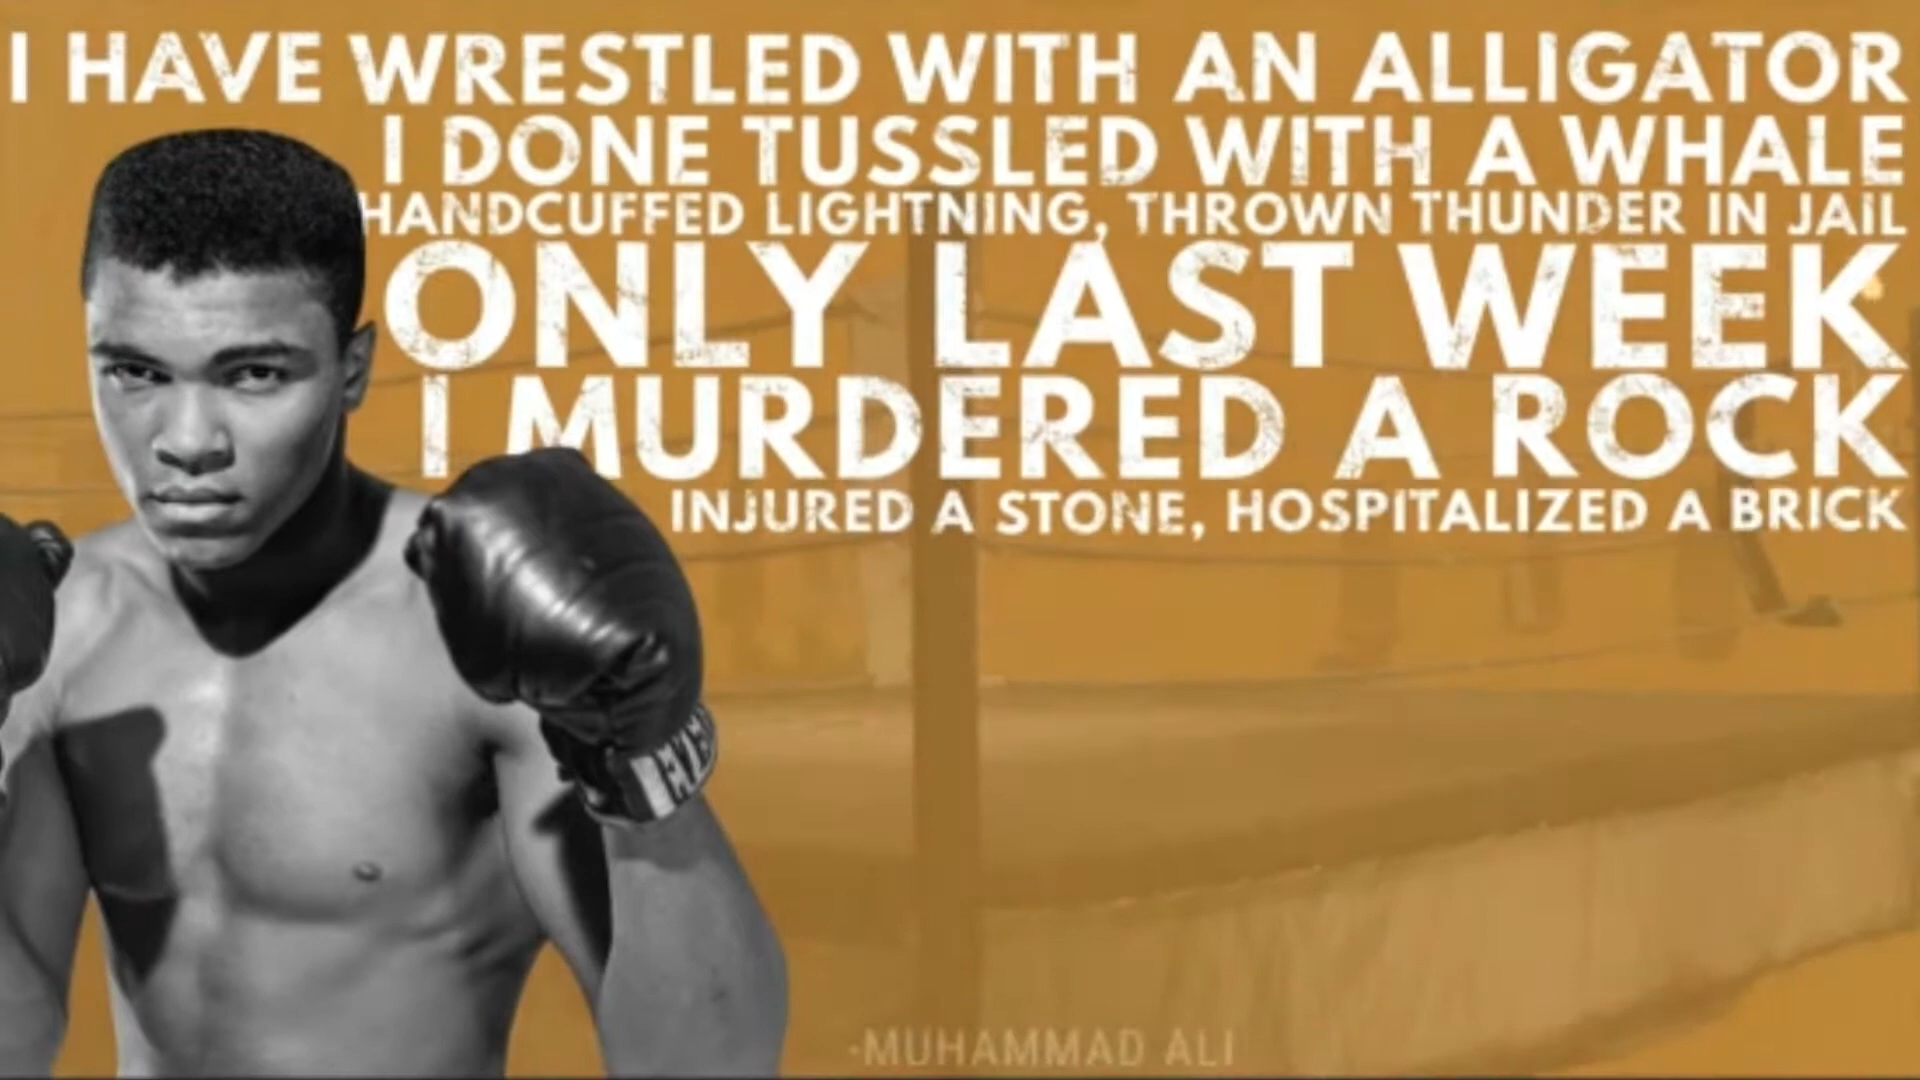 I HAVE WRESTLED WITH AN ALLIGATOR
I DONE TUSSLED WITH A WHALE
HANDCUFFED LIGHTNING, THROWN THUNDER IN JAIL
ONLY LAST WEEK
I MURDERED A ROCK
INJURED A STONE, HOSPITALIZED A BRICK
-MUHAMMAD ALI